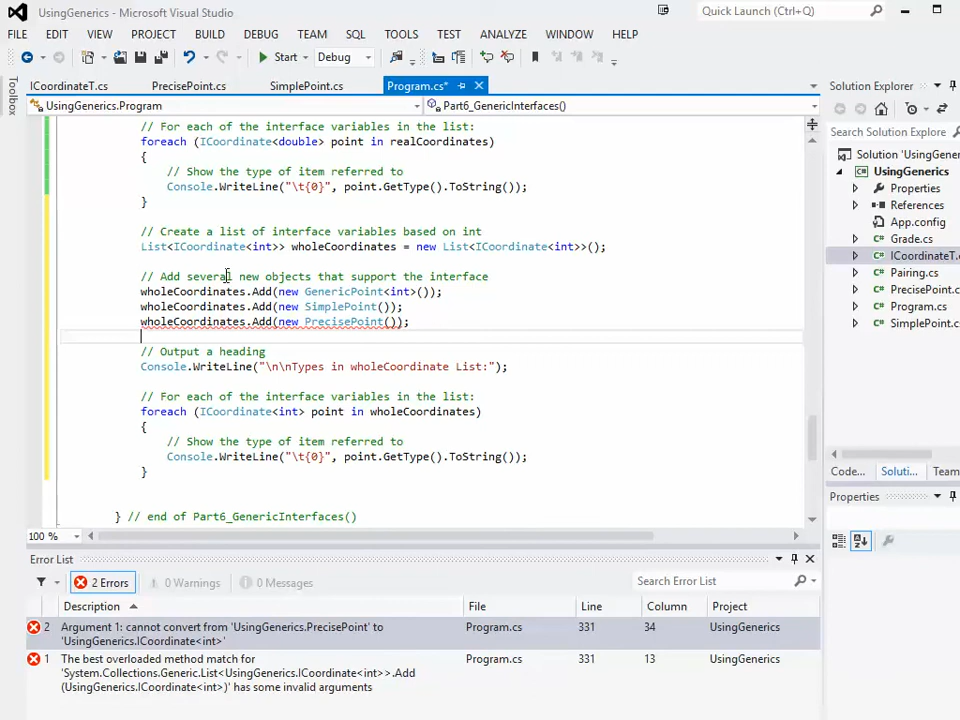 UsingGenerics - Microsoft Visual Studio
Quick Launch (Ctrl+Q)
FILE EDIT VIEW PROJECT BUILD DEBUG TEAM SQL TOOLS TEST ANALYZE WINDOW HELP
Start Debug
Toolbox
ICoordinateT.cs PrecisePoint.cs SimplePoint.cs Program.cs*
UsingGenerics.Program Part6_GenericInterfaces()
// For each of the interface variables in the list:
foreach (ICoordinate<double> point in realCoordinates)
{
// Show the type of item referred to
Console.WriteLine("\t{0}", point.GetType().ToString());
}
// Create a list of interface variables based on int
List<ICoordinate<int>> wholeCoordinates = new List<ICoordinate<int>>();
// Add several new objects that support the interface
wholeCoordinates.Add(new GenericPoint<int>());
wholeCoordinates.Add(new SimplePoint());
wholeCoordinates.Add(new PrecisePoint());
// Output a heading
Console.WriteLine("\n\nTypes in wholeCoordinate List:");
// For each of the interface variables in the list:
foreach (ICoordinate<int> point in wholeCoordinates)
{
// Show the type of item referred to
Console.WriteLine("\t{0}", point.GetType().ToString());
}
} // end of Part6_GenericInterfaces()
100 %
Solution Explorer
Search Solution Explorer
Solution 'UsingGener
UsingGenerics
Properties
References
App.config
Grade.cs
ICoordinateT.c
Pairing.cs
PrecisePoint.c
Program.cs
SimplePoint.cs
Code... Soluti... Team
Properties
Error List
2 Errors 0 Warnings 0 Messages
Search Error List
Description File Line Column Project
2 Argument 1: cannot convert from 'UsingGenerics.PrecisePoint' to Program.cs 331 34 UsingGenerics
'UsingGenerics.ICoordinate<int>'
1 The best overloaded method match for Program.cs 331 13 UsingGenerics
'System.Collections.Generic.List<UsingGenerics.ICoordinate<int>>.Add
(UsingGenerics.ICoordinate<int>)' has some invalid arguments